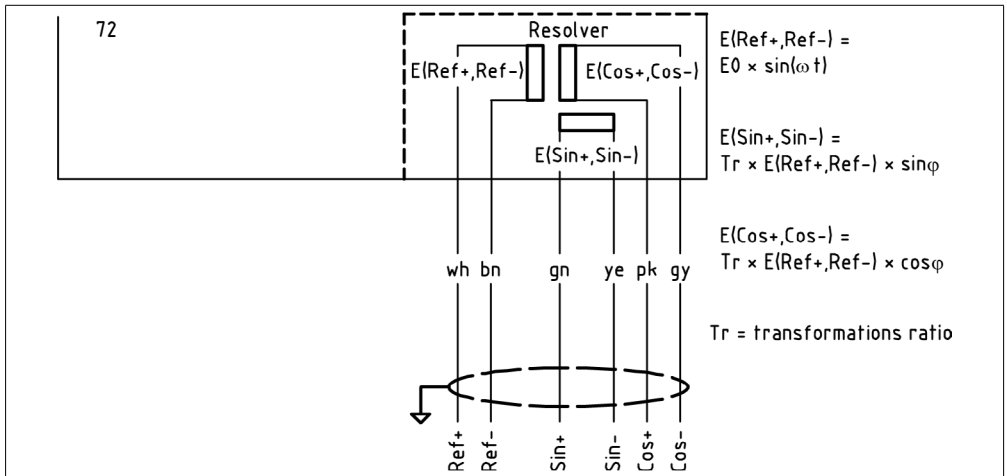 72
Resolver
E(Ref+,Ref-)
E(Cos+,Cos-)
E(Sin+,Sin-)
E(Ref+,Ref-) =
E0 × sin(ωt)
E(Sin+,Sin-) =
Tr × E(Ref+,Ref-) × sinφ
E(Cos+,Cos-) =
Tr × E(Ref+,Ref-) × cosφ
Tr = transformations ratio
wh bn gn ye pk gy
Ref+
Ref-
Sin+
Sin-
Cos+
Cos-